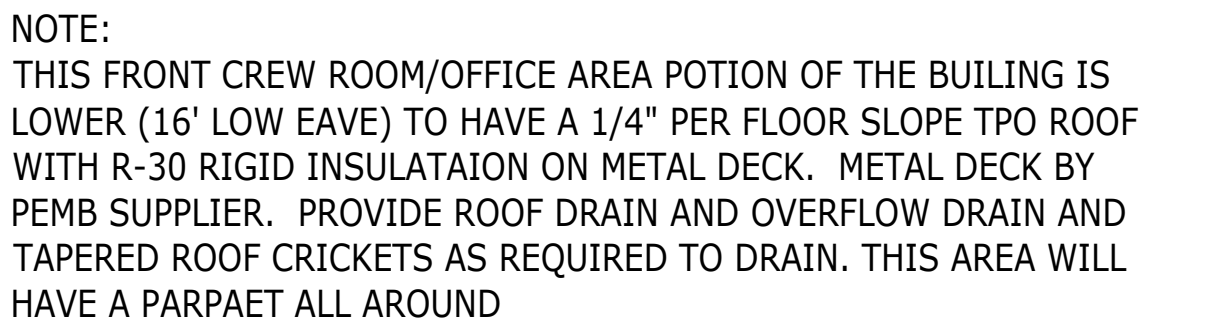 NOTE:
THIS FRONT CREW ROOM/OFFICE AREA POTION OF THE BUILING IS
LOWER (16' LOW EAVE) TO HAVE A 1/4" PER FLOOR SLOPE TPO ROOF
WITH R-30 RIGID INSULATAION ON METAL DECK.  METAL DECK BY
PEMB SUPPLIER.  PROVIDE ROOF DRAIN AND OVERFLOW DRAIN AND
TAPERED ROOF CRICKETS AS REQUIRED TO DRAIN. THIS AREA WILL
HAVE A PARPAET ALL AROUND